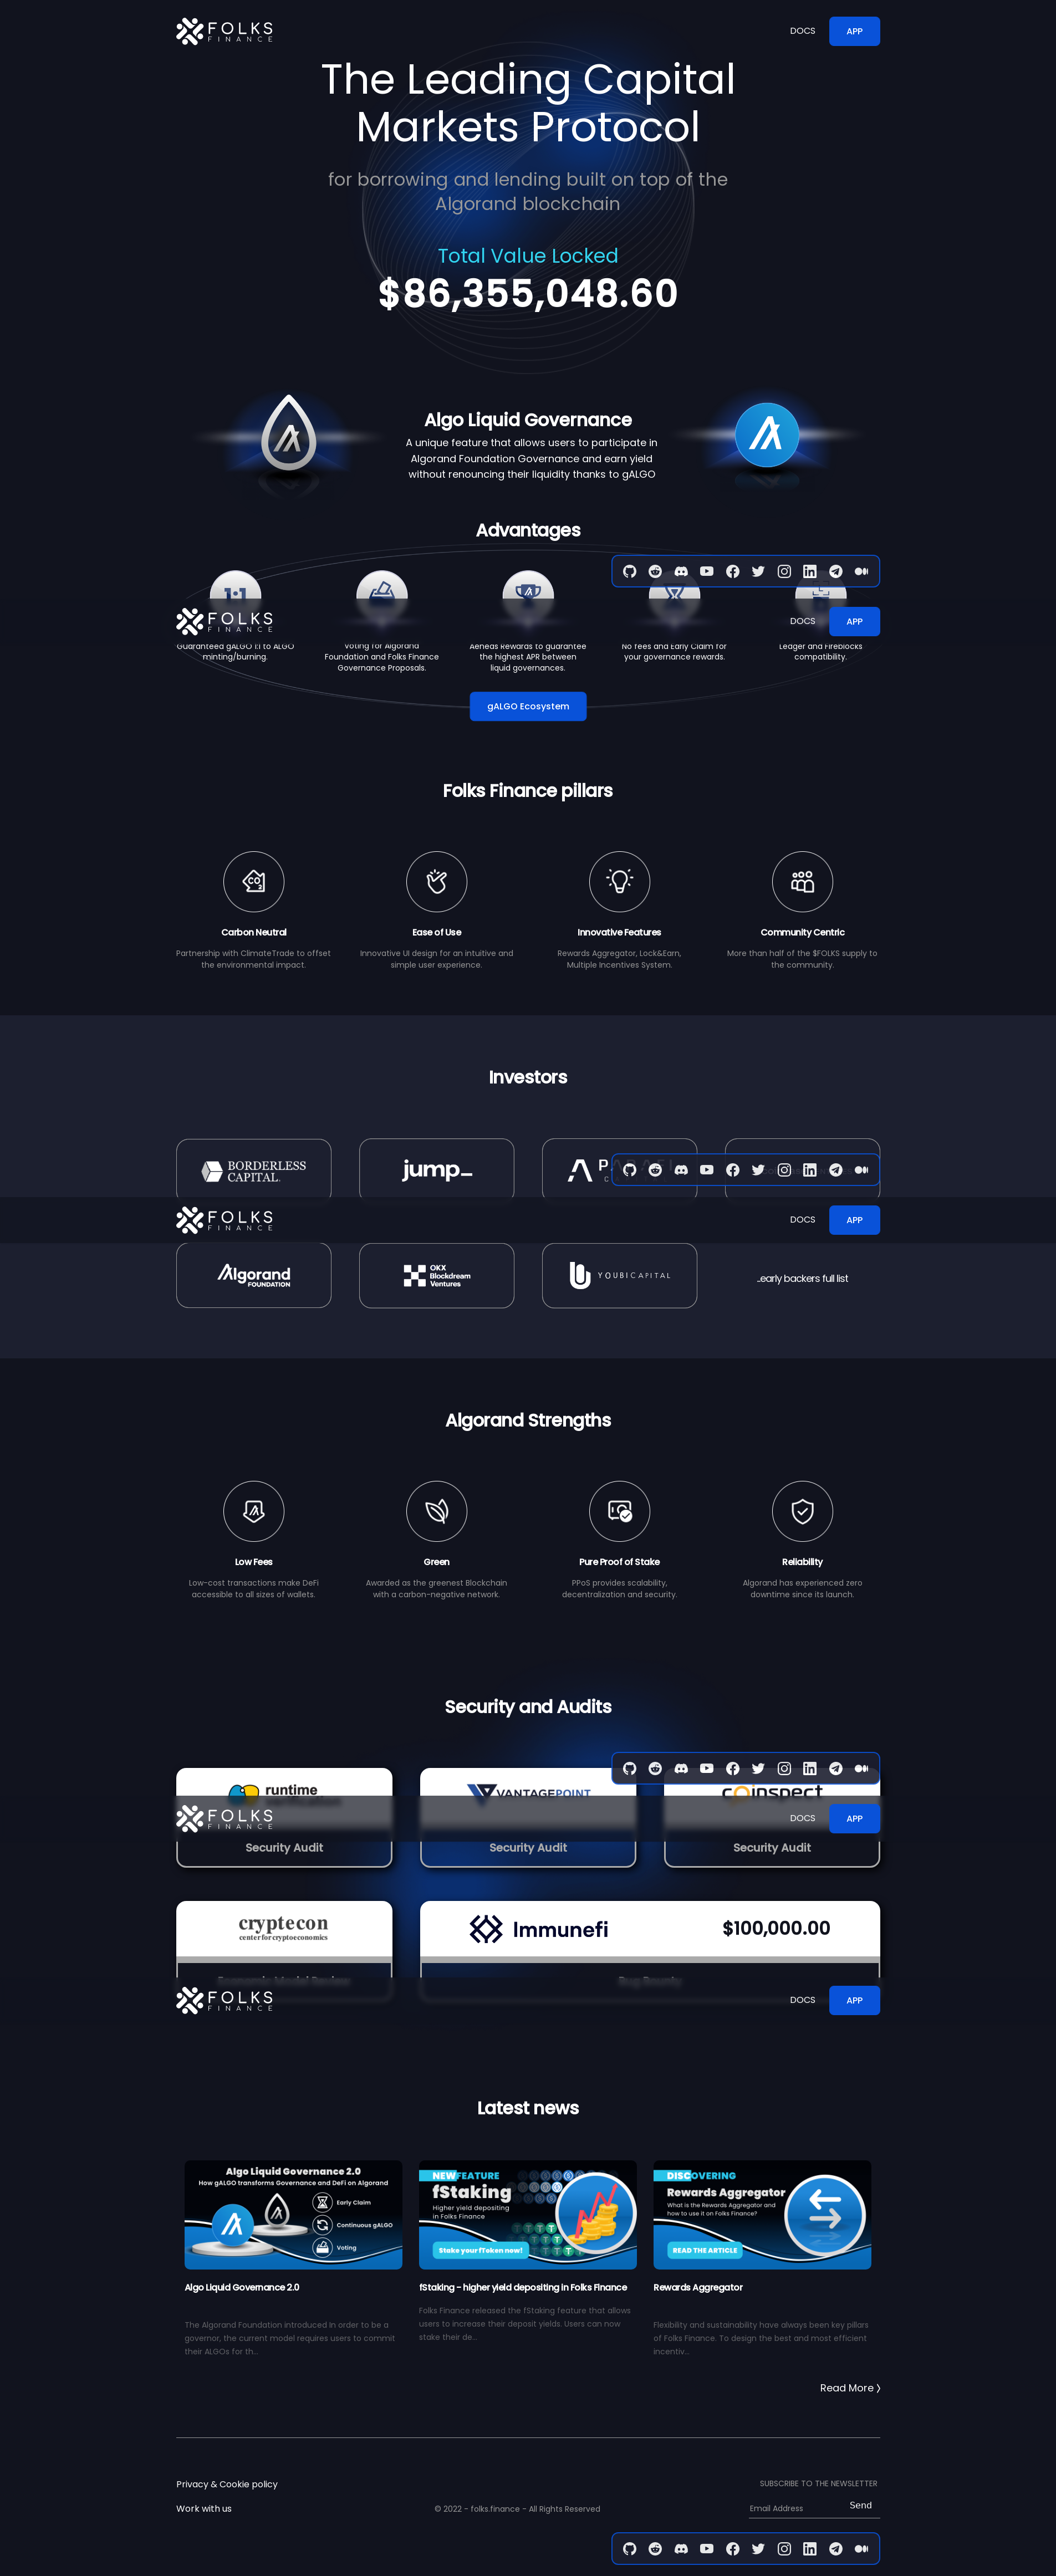 FOLKS
FINANCE
DOCS
APP
The Leading Capital
Markets Protocol
for borrowing and lending built on top of the
Algorand blockchain
Total Value Locked
$86,355,048.60
Algo Liquid Governance
A unique feature that allows users to participate in
Algorand Foundation Governance and earn yield
without renouncing their liquidity thanks to gALGO
Advantages
1:1
FOLKS
FINANCE
DOCS
APP
Guaranteed gALGO 1:1 to ALGO
minting/burning.
Voting for Algorand
Foundation and Folks Finance
Governance Proposals.
Aeneas Rewards to guarantee
the highest APR between
liquid governances.
No fees and Early Claim for
your governance rewards.
Ledger and Fireblocks
compatibility.
gALGO Ecosystem
Folks Finance pillars
CO2
Carbon Neutral
Partnership with ClimateTrade to offset
the environmental impact.
Ease of Use
Innovative UI design for an intuitive and
simple user experience.
Innovative Features
Rewards Aggregator, Lock&Earn,
Multiple Incentives System.
Community Centric
More than half of the $FOLKS supply to
the community.
Investors
BORDERLESS
CAPITAL.
jump_
FOLKS
FINANCE
DOCS
APP
Algorand
FOUNDATION
OKX
Blockdream
Ventures
YOUBICAPITAL
..early backers full list
Algorand Strengths
Low Fees
Low-cost transactions make DeFi
accessible to all sizes of wallets.
Green
Awarded as the greenest Blockchain
with a carbon-negative network.
Pure Proof of Stake
PPoS provides scalability,
decentralization and security.
Reliability
Algorand has experienced zero
downtime since its launch.
Security and Audits
runtime
verification
VANTAGEPOINT
coinspect
FOLKS
FINANCE
DOCS
APP
Security Audit
Security Audit
Security Audit
cryptecon
center for cryptoeconomics
Immunefi
$100,000.00
Economic Model Review
Bug Bounty
FOLKS
FINANCE
DOCS
APP
Latest news
Algo Liquid Governance 2.0
How gALGO transforms Governance and DeFi on Algorand
Early Claim
Continuous gALGO
Voting
Algo Liquid Governance 2.0
The Algorand Foundation introduced In order to be a
governor, the current model requires users to commit
their ALGOs for th...
NEW FEATURE
fStaking
Higher yield depositing
in Folks Finance
Stake your fToken now!
fStaking - higher yield depositing in Folks Finance
Folks Finance released the fStaking feature that allows
users to increase their deposit yields. Users can now
stake their de...
DISCOVERING
Rewards Aggregator
What is the Rewards Aggregator and
how to use it on Folks Finance?
READ THE ARTICLE
Rewards Aggregator
Flexibility and sustainability have always been key pillars
of Folks Finance. To design the best and most efficient
incentiv...
Read More
Privacy & Cookie policy
Work with us
© 2022 - folks.finance - All Rights Reserved
SUBSCRIBE TO THE NEWSLETTER
Email Address
Send